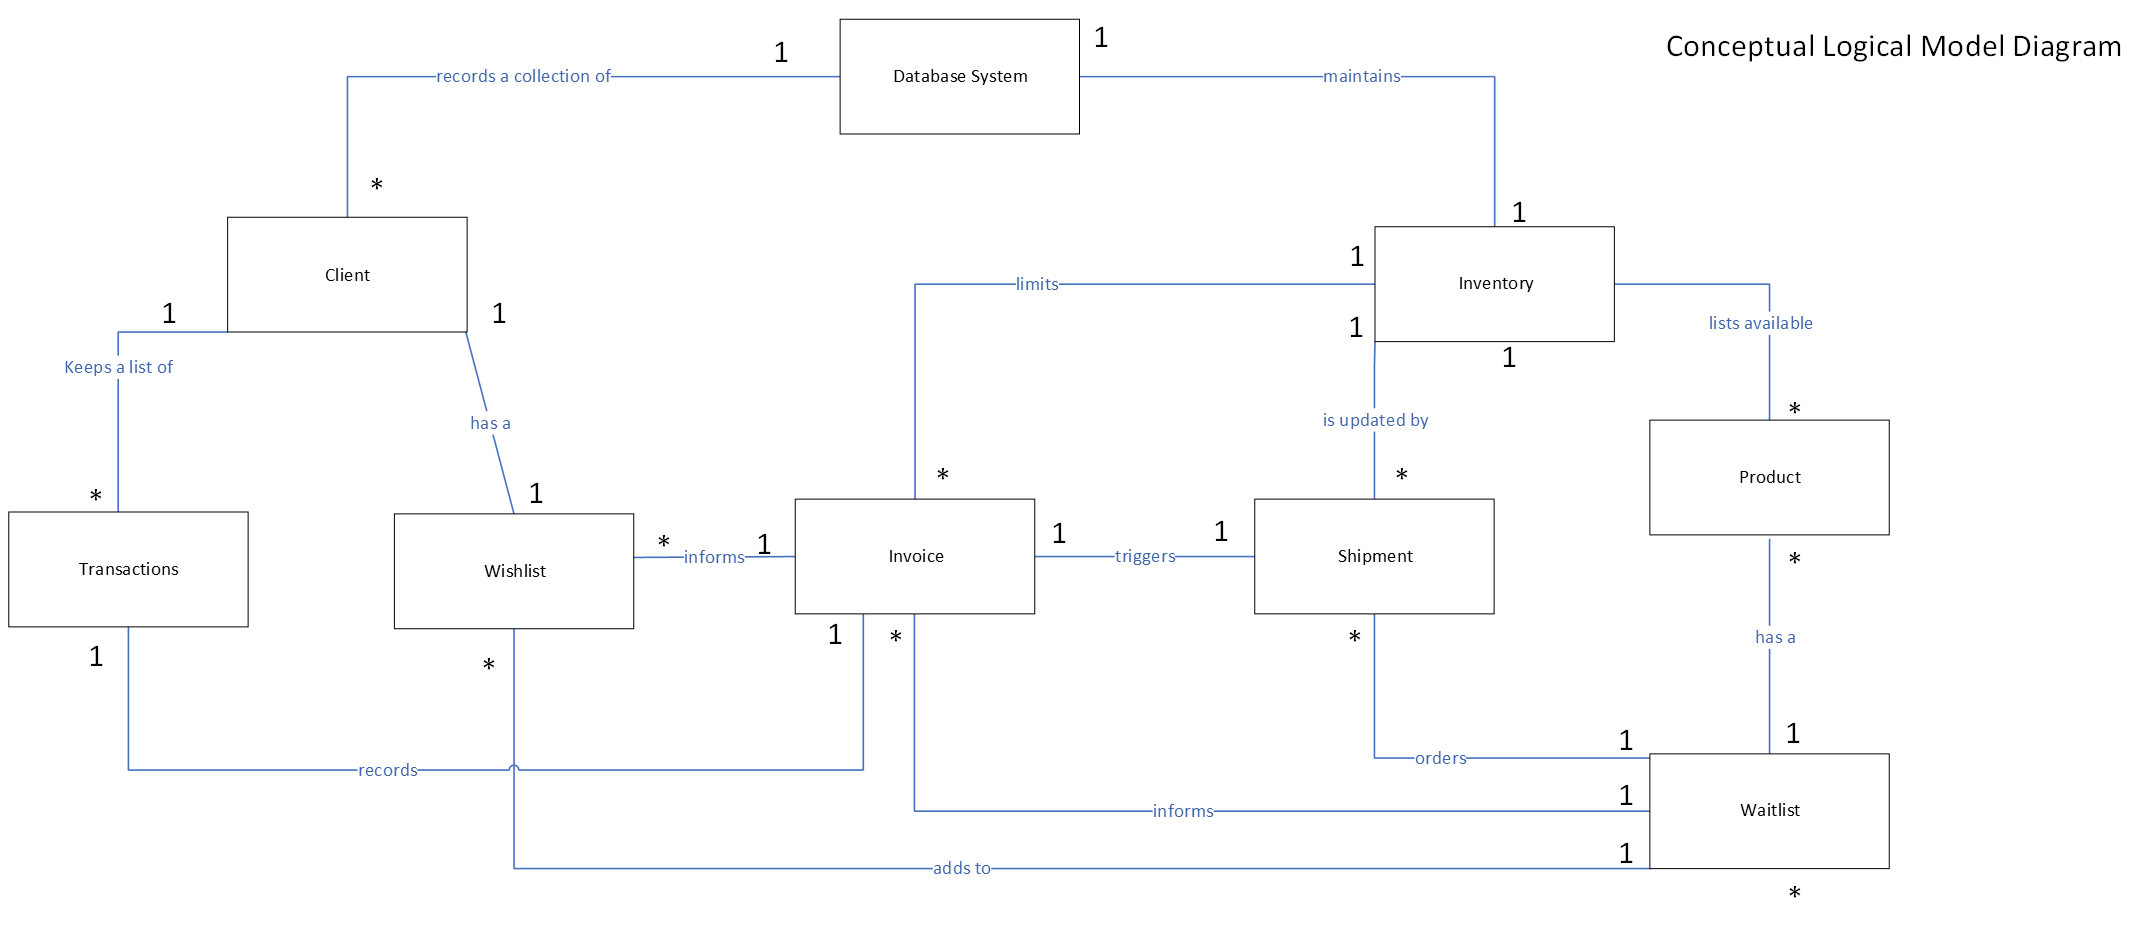 Conceptual Logical Model Diagram
1
1
records a collection of
Database System
maintains
*
1
Client
1
limits
Inventory
1
1
1
lists available
1
Keeps a list of
has a
is updated by
*
*
1
*
*
Product
Transactions
Wishlist
*
informs
1
Invoice
1
triggers
1
Shipment
*
1
*
1
*
*
has a
records
orders
1
1
informs
1
Waitlist
adds to
1
*